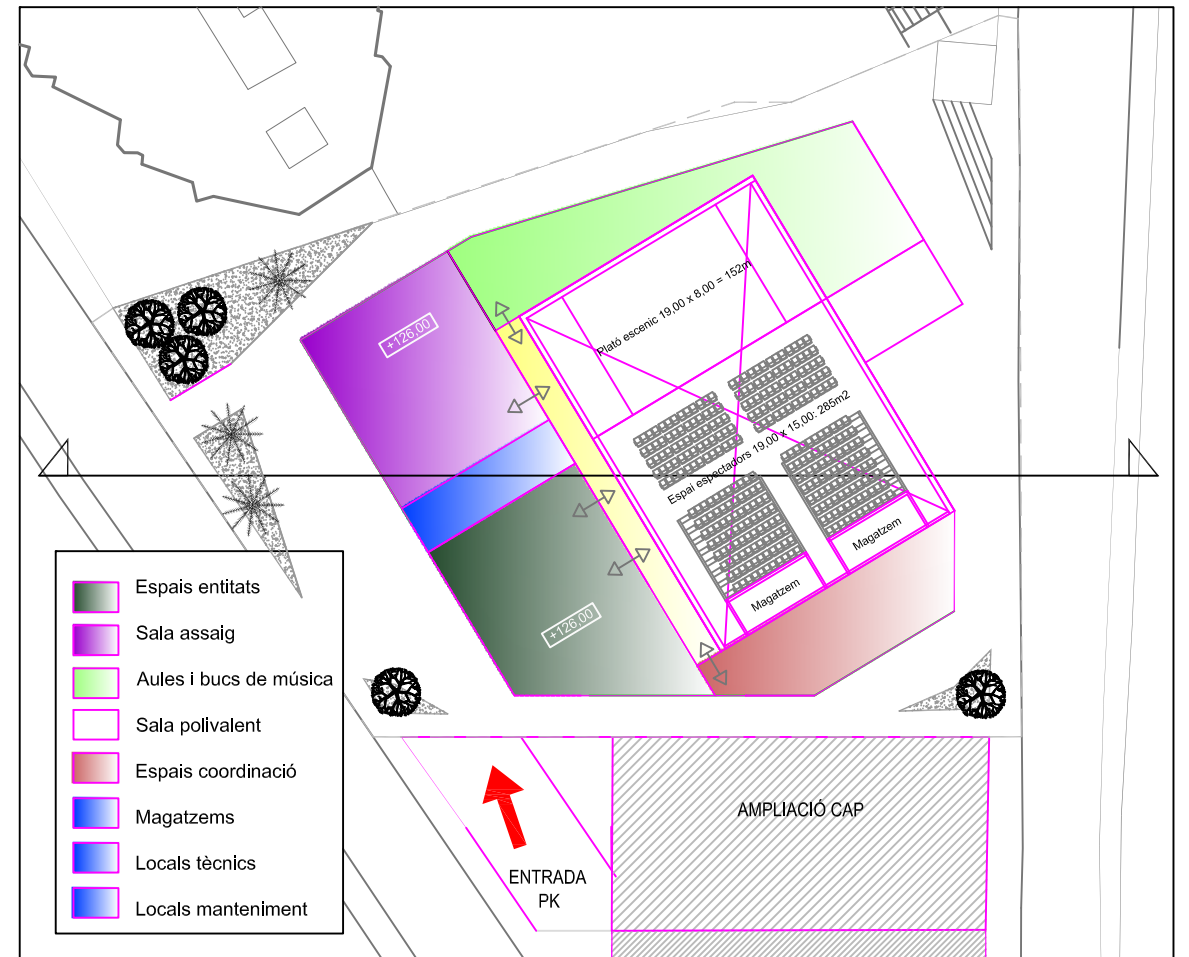 +126,00
Plató escenic 19,00 x 8,00 = 152m
Espai espectadors 19,00 x 15,00: 285m2
Magatzem
Magatzem
+126,00
Espais entitats
Sala assaig
Aules i bucs de música
Sala polivalent
Espais coordinació
Magatzems
Locals tècnics
Locals manteniment
AMPLIACIÓ CAP
ENTRADA
PK